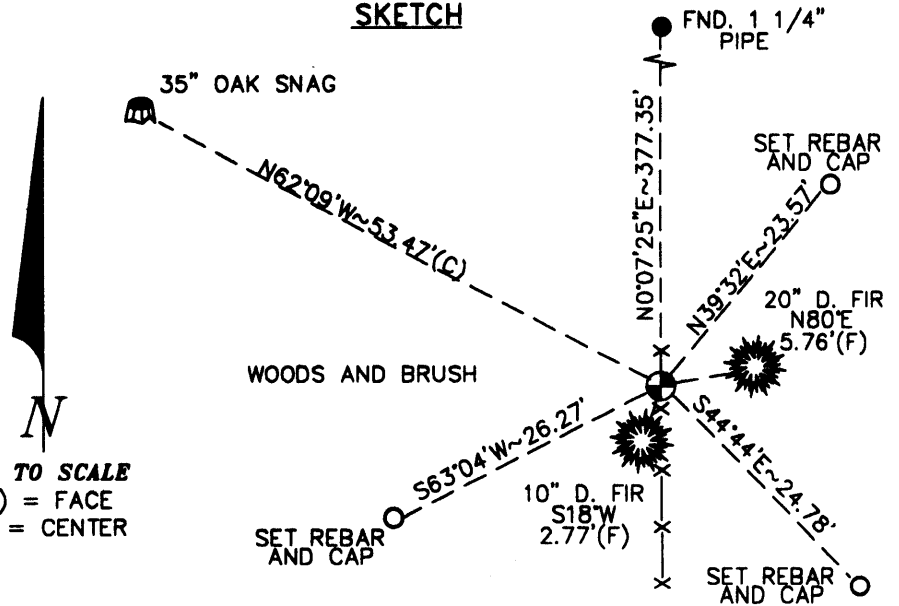 SKETCH
FND. 1 1/4"
PIPE
35" OAK SNAG
SET REBAR
AND CAP
N62°09'W~53.47'(C)
N0°07'25"E~377.35'
N39°32'E~23.57'
20" D. FIR
N80°E
5.76'(F)
WOODS AND BRUSH
S63°04'W~26.27'
S44°44'E~24.78'
N
TO SCALE
) = FACE
= CENTER
10" D. FIR
S18°W
2.77'(F)
SET REBAR
AND CAP
SET REBAR
AND CAP